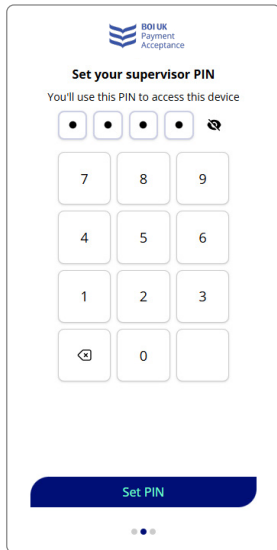 BOI UK
Payment
Acceptance
Set your supervisor PIN
You'll use this PIN to access this device
7 8 9
4 5 6
1 2 3
0
Set PIN